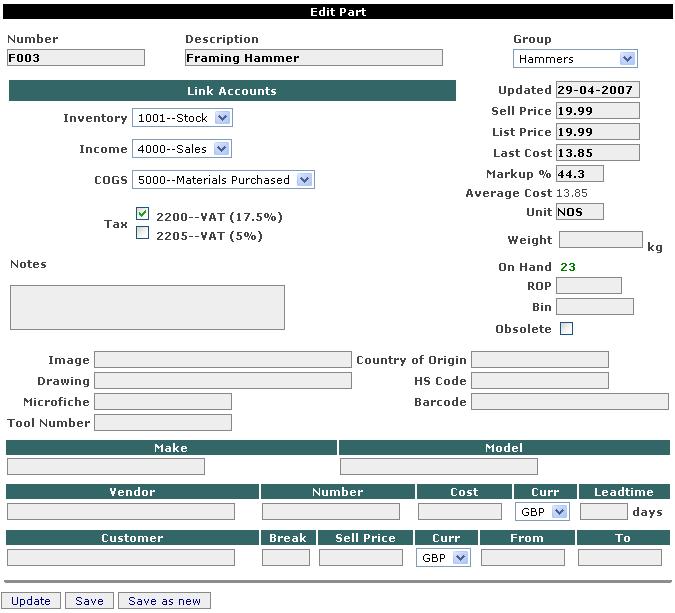 Edit Part
Number Description Group
F003 Framing Hammer Hammers
Link Accounts
Updated 29-04-2007
Inventory 1001--Stock
Sell Price 19.99
List Price 19.99
Income 4000--Sales
Last Cost 13.85
COGS 5000--Materials Purchased
Markup % 44.3
Average Cost 13.85
Tax 2200--VAT (17.5%)
2205--VAT (5%)
Unit NOS
Weight kg
Notes
On Hand 23
ROP
Bin
Obsolete
Image Country of Origin
Drawing HS Code
Microfiche Barcode
Tool Number
Make Model
Vendor Number Cost Curr Leadtime
GBP days
Customer Break Sell Price Curr From To
GBP
Update Save Save as new